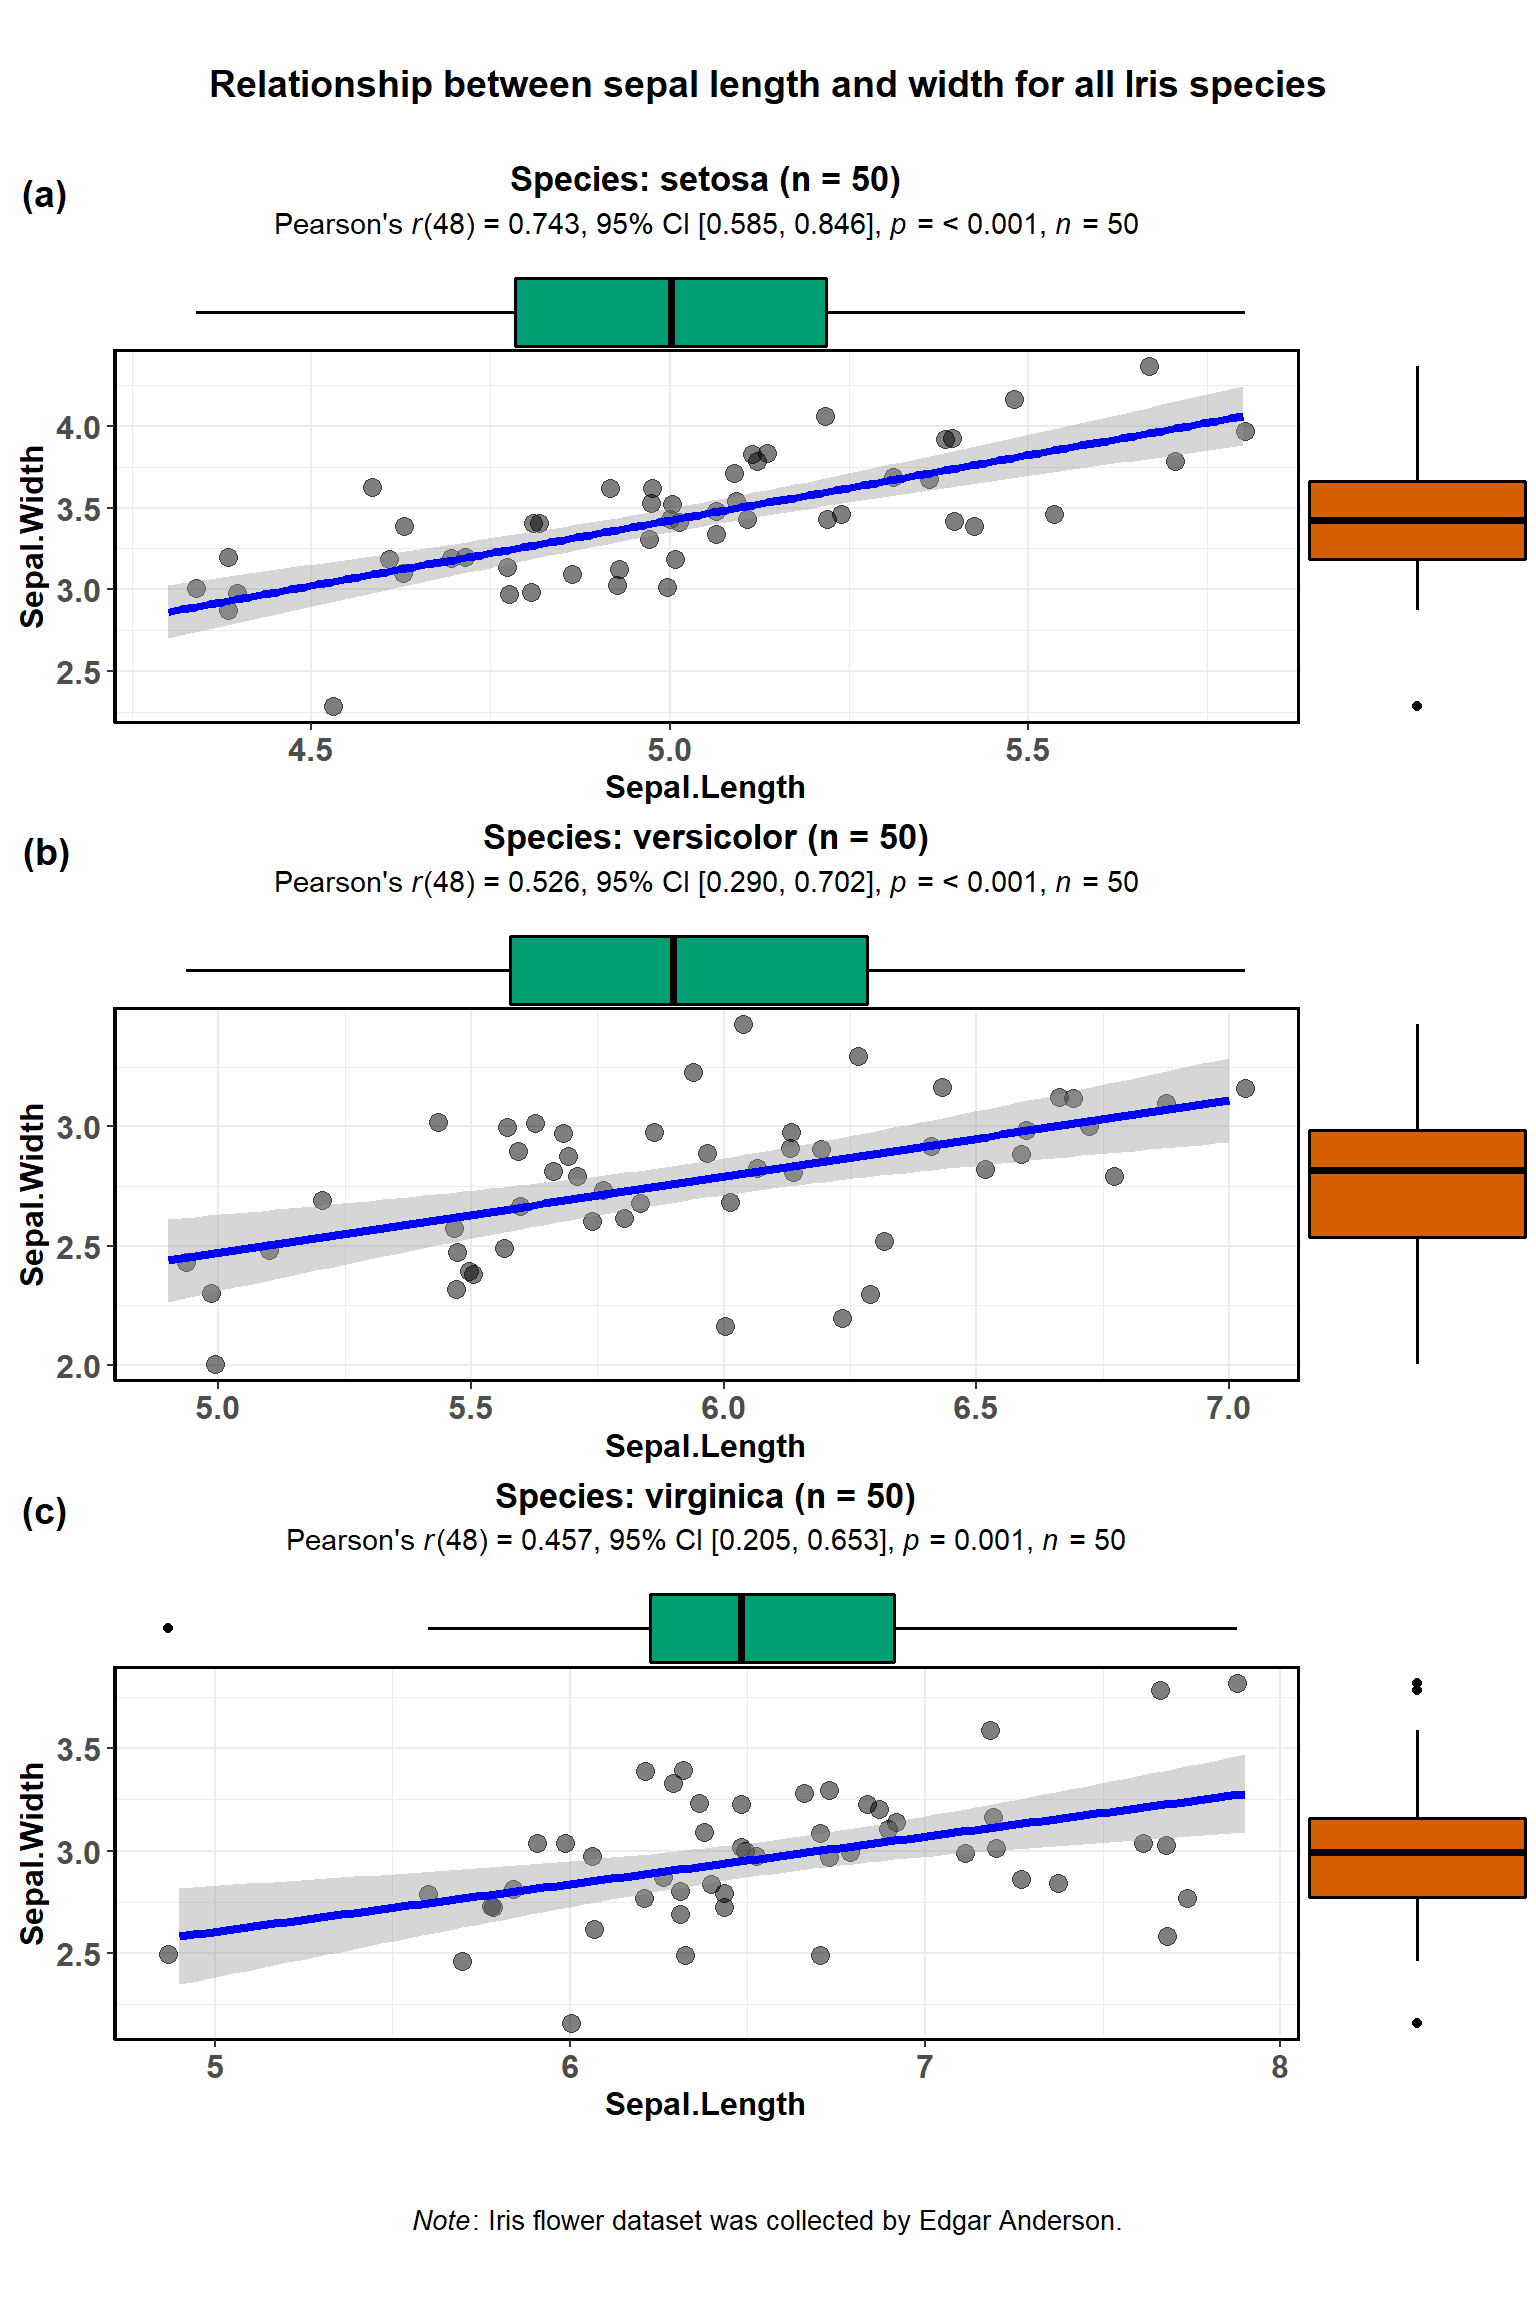 Relationship between sepal length and width for all Iris species
(a)
Species: setosa (n = 50)
Pearson's r(48) = 0.743, 95% CI [0.585, 0.846], p = < 0.001, n = 50
Sepal.Width
4.0
3.5
3.0
2.5
4.5 5.0 5.5
Sepal.Length
(b)
Species: versicolor (n = 50)
Pearson's r(48) = 0.526, 95% CI [0.290, 0.702], p = < 0.001, n = 50
Sepal.Width
3.0
2.5
2.0
5.0 5.5 6.0 6.5 7.0
Sepal.Length
(c)
Species: virginica (n = 50)
Pearson's r(48) = 0.457, 95% CI [0.205, 0.653], p = 0.001, n = 50
Sepal.Width
3.5
3.0
2.5
5 6 7 8
Sepal.Length
Note: Iris flower dataset was collected by Edgar Anderson.